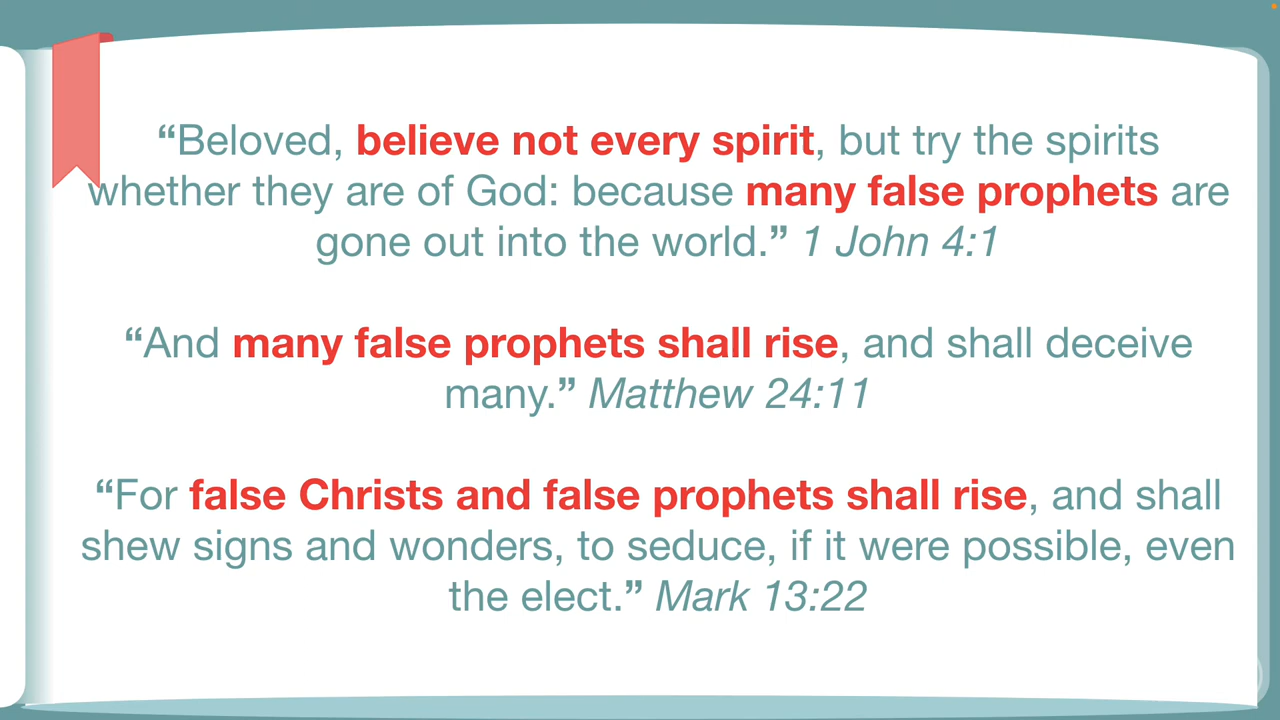 “Beloved, believe not every spirit, but try the spirits
whether they are of God: because many false prophets are
gone out into the world.” 1 John 4:1
“And many false prophets shall rise, and shall deceive
many.” Matthew 24:11
“For false Christs and false prophets shall rise, and shall
shew signs and wonders, to seduce, if it were possible, even
the elect.” Mark 13:22